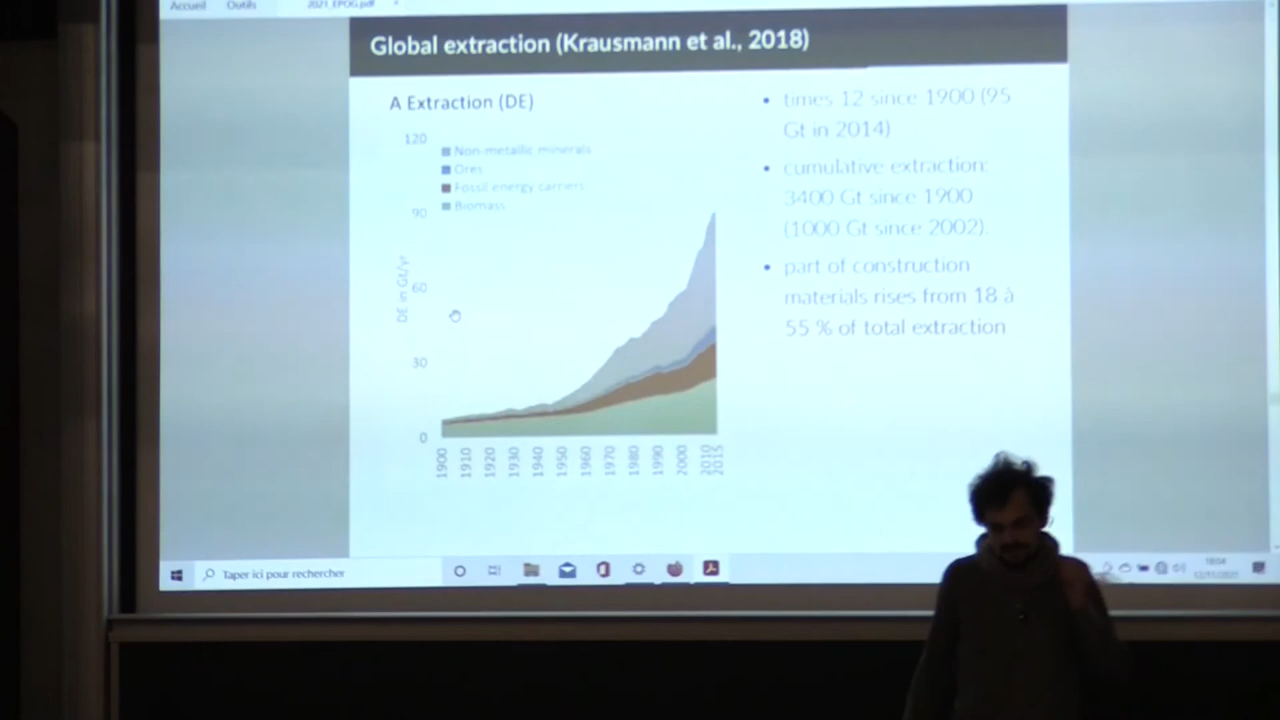 Accueil Outils 2021_EPOG.pdf
Global extraction (Krausmann et al., 2018)
A Extraction (DE)
120
90
60
30
0
DE in Gt/yr
Non-metallic minerals
Ores
Fossil energy carriers
Biomass
1900 1910 1920 1930 1940 1950 1960 1970 1980 1990 2000 2010 2015
• times 12 since 1900 (95
Gt in 2014)
• cumulative extraction:
3400 Gt since 1900
(1000 Gt since 2002).
• part of construction
materials rises from 18 à
55 % of total extraction
Taper ici pour rechercher